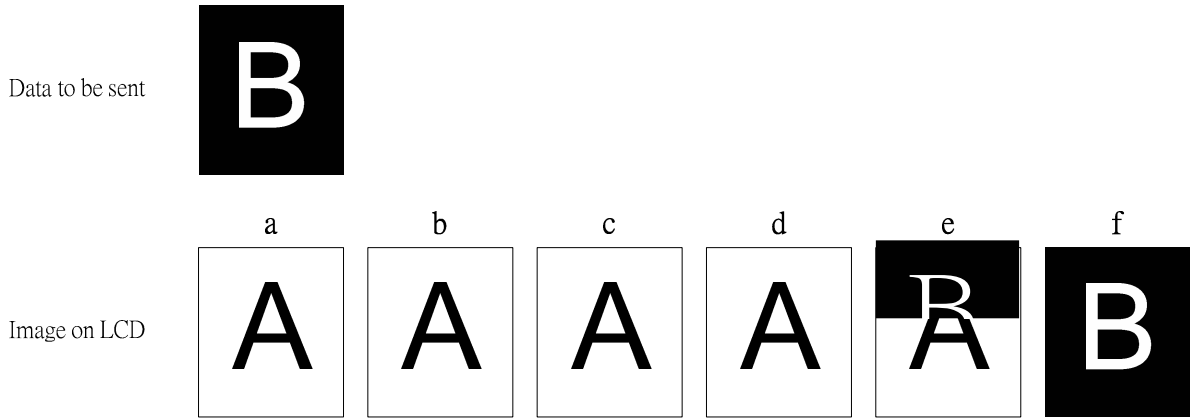 B
Data to be sent
a b c d e f
A A A A B A B
Image on LCD